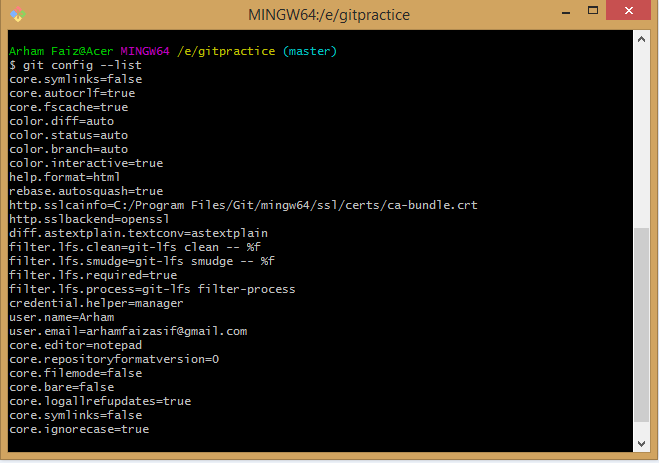 MINGW64:/e/gitpractice
Arham Faiz@Acer MINGW64 /e/gitpractice (master)
$ git config --list
core.symlinks=false
core.autocrlf=true
core.fscache=true
color.diff=auto
color.status=auto
color.branch=auto
color.interactive=true
help.format=html
rebase.autosquash=true
http.sslcainfo=C:/Program Files/Git/mingw64/ssl/certs/ca-bundle.crt
http.sslbackend=openssl
diff.astextplain.textconv=astextplain
filter.lfs.clean=git-lfs clean -- %f
filter.lfs.smudge=git-lfs smudge -- %f
filter.lfs.required=true
filter.lfs.process=git-lfs filter-process
credential.helper=manager
user.name=Arham
user.email=arhamfaizasif@gmail.com
core.editor=notepad
core.repositoryformatversion=0
core.filemode=false
core.bare=false
core.logallrefupdates=true
core.symlinks=false
core.ignorecase=true